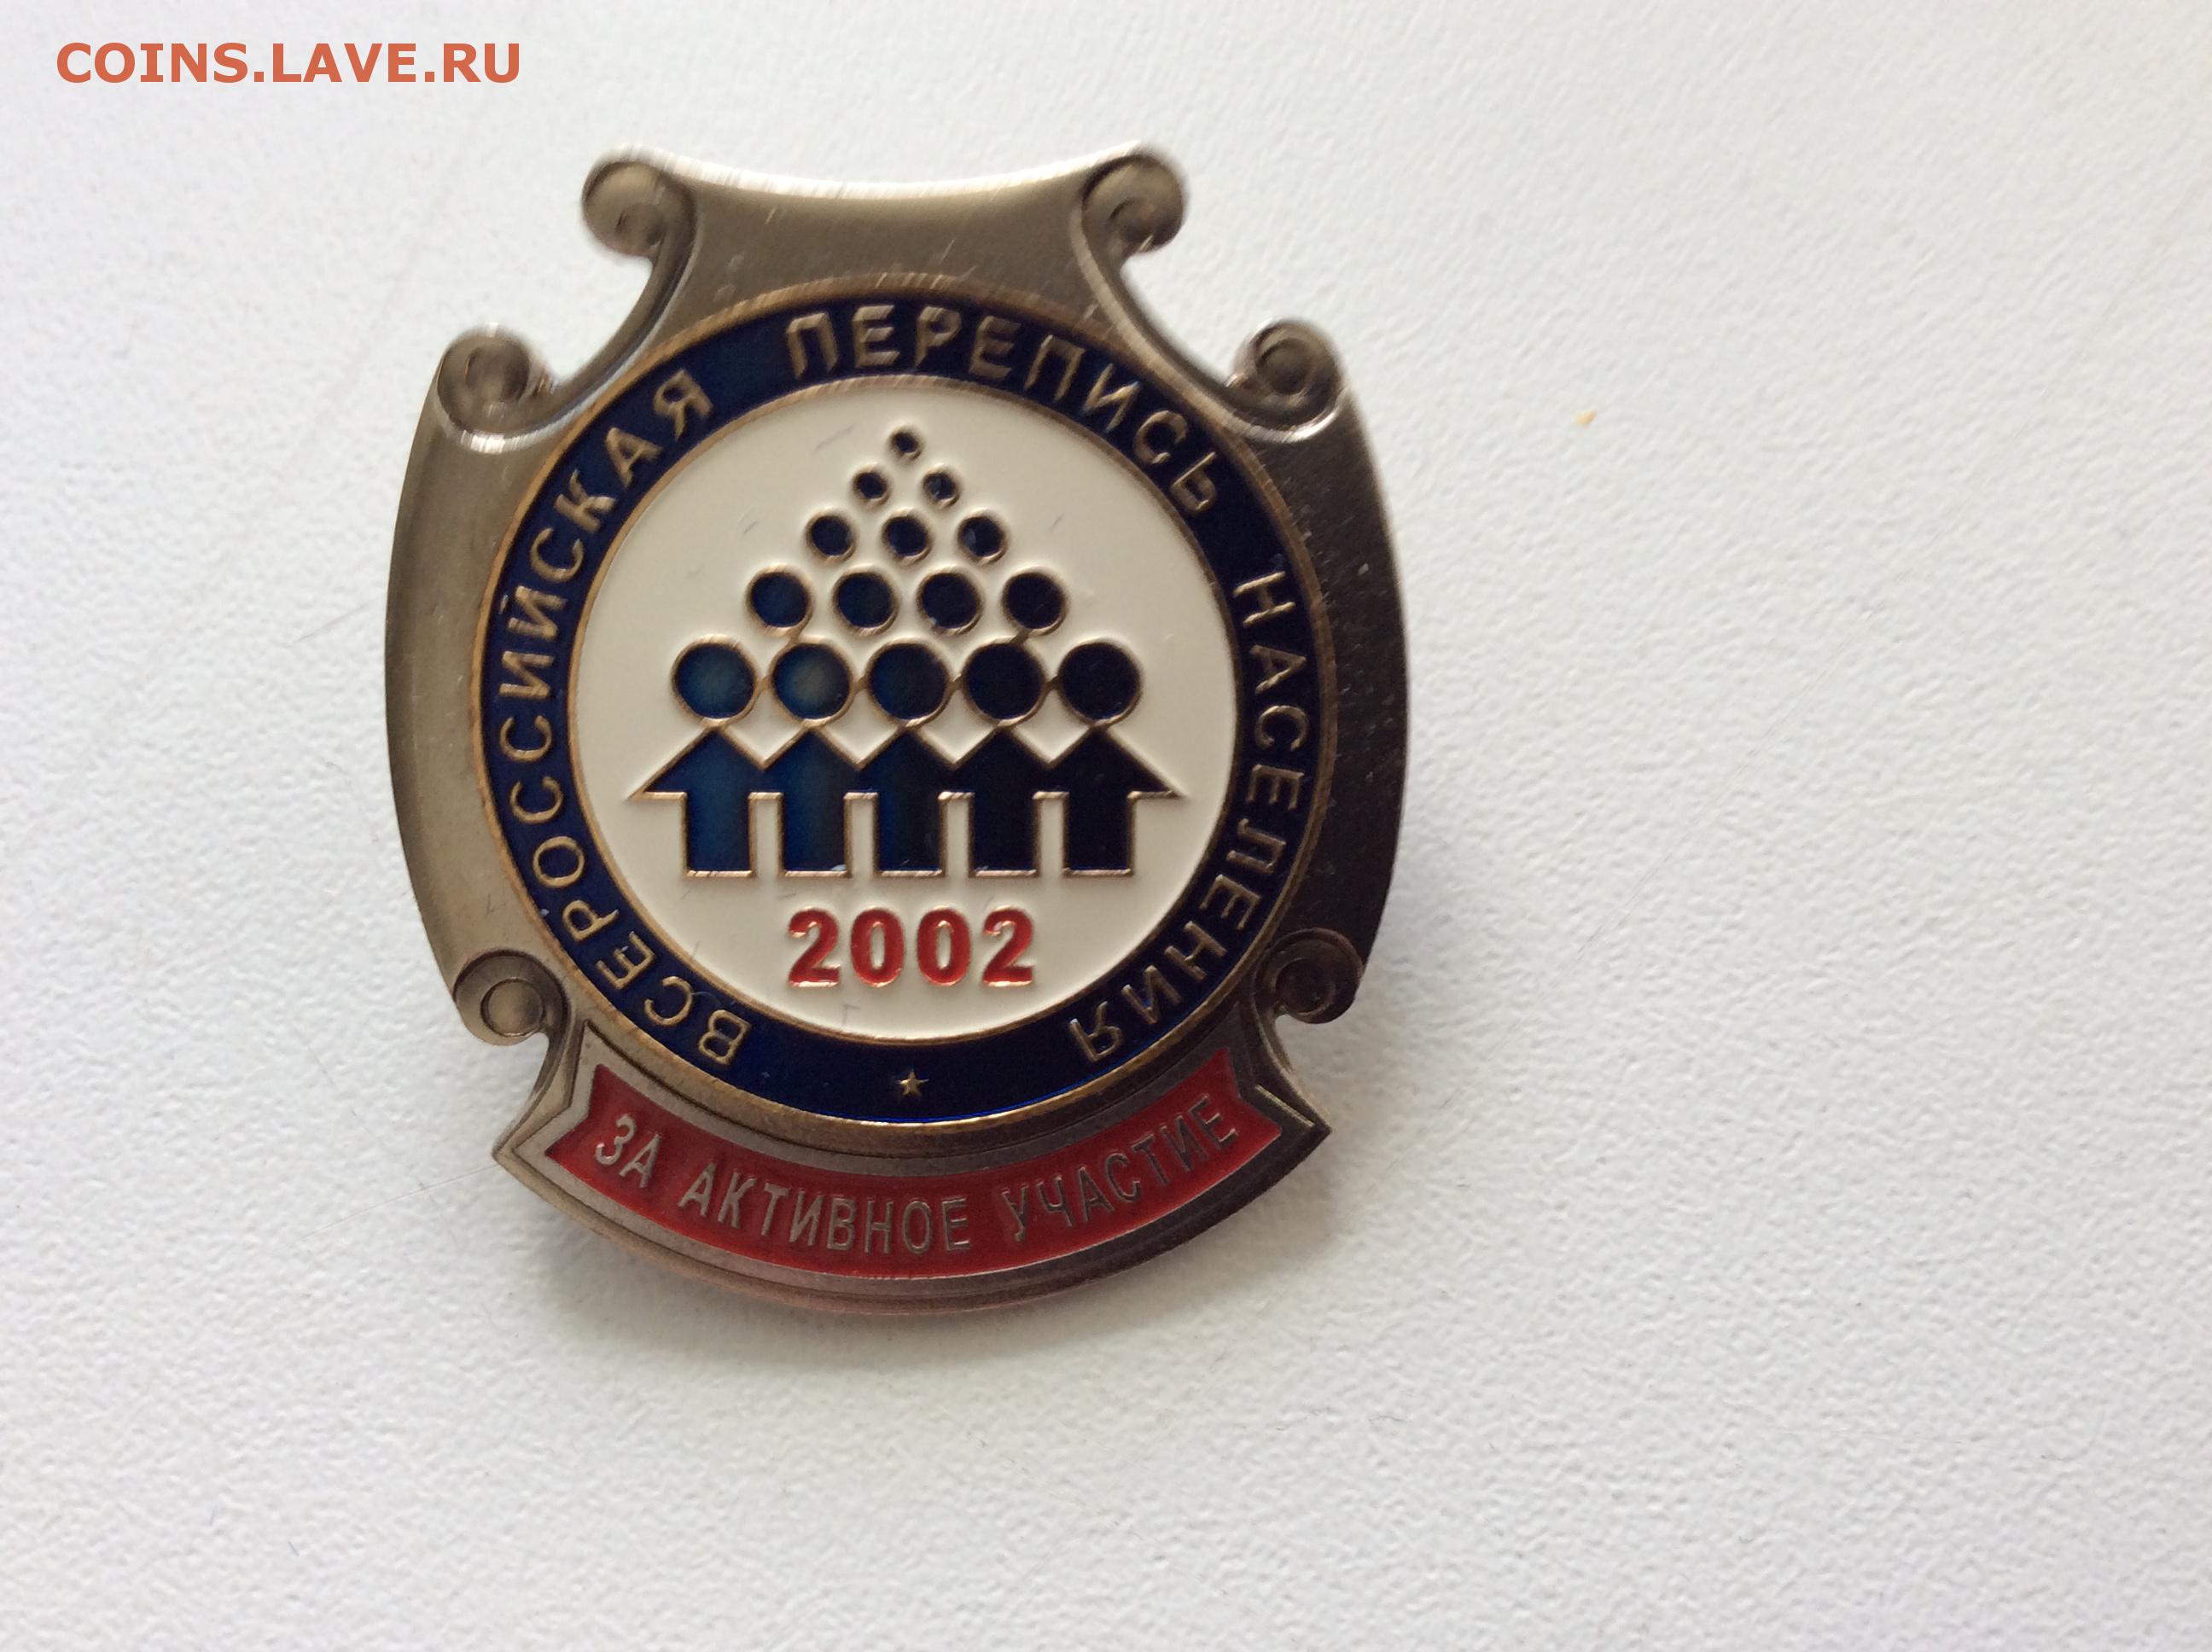 COINS.LAVE.RU
ВСЕРОССИЙСКАЯ ПЕРЕПИСЬ НАСЕЛЕНИЯ
2002
ЗА АКТИВНОЕ УЧАСТИЕ